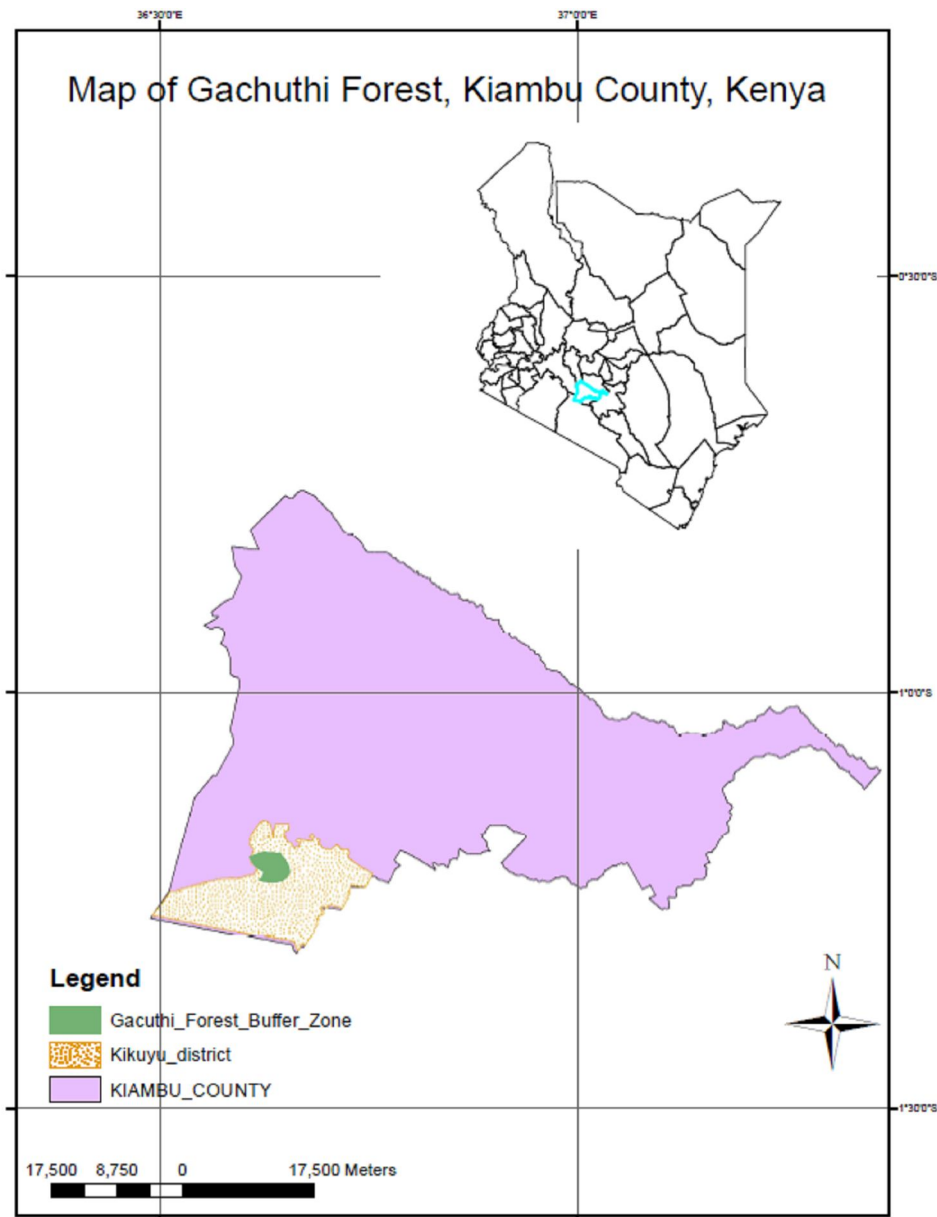 36°30'0"E 37°0'0"E
Map of Gachuthi Forest, Kiambu County, Kenya
0°30'0"S
1°0'0"S
N
Legend
Gacuthi_Forest_Buffer_Zone
Kikuyu_district
KIAMBU_COUNTY
1°30'0"S
17,500 8,750 0 17,500 Meters